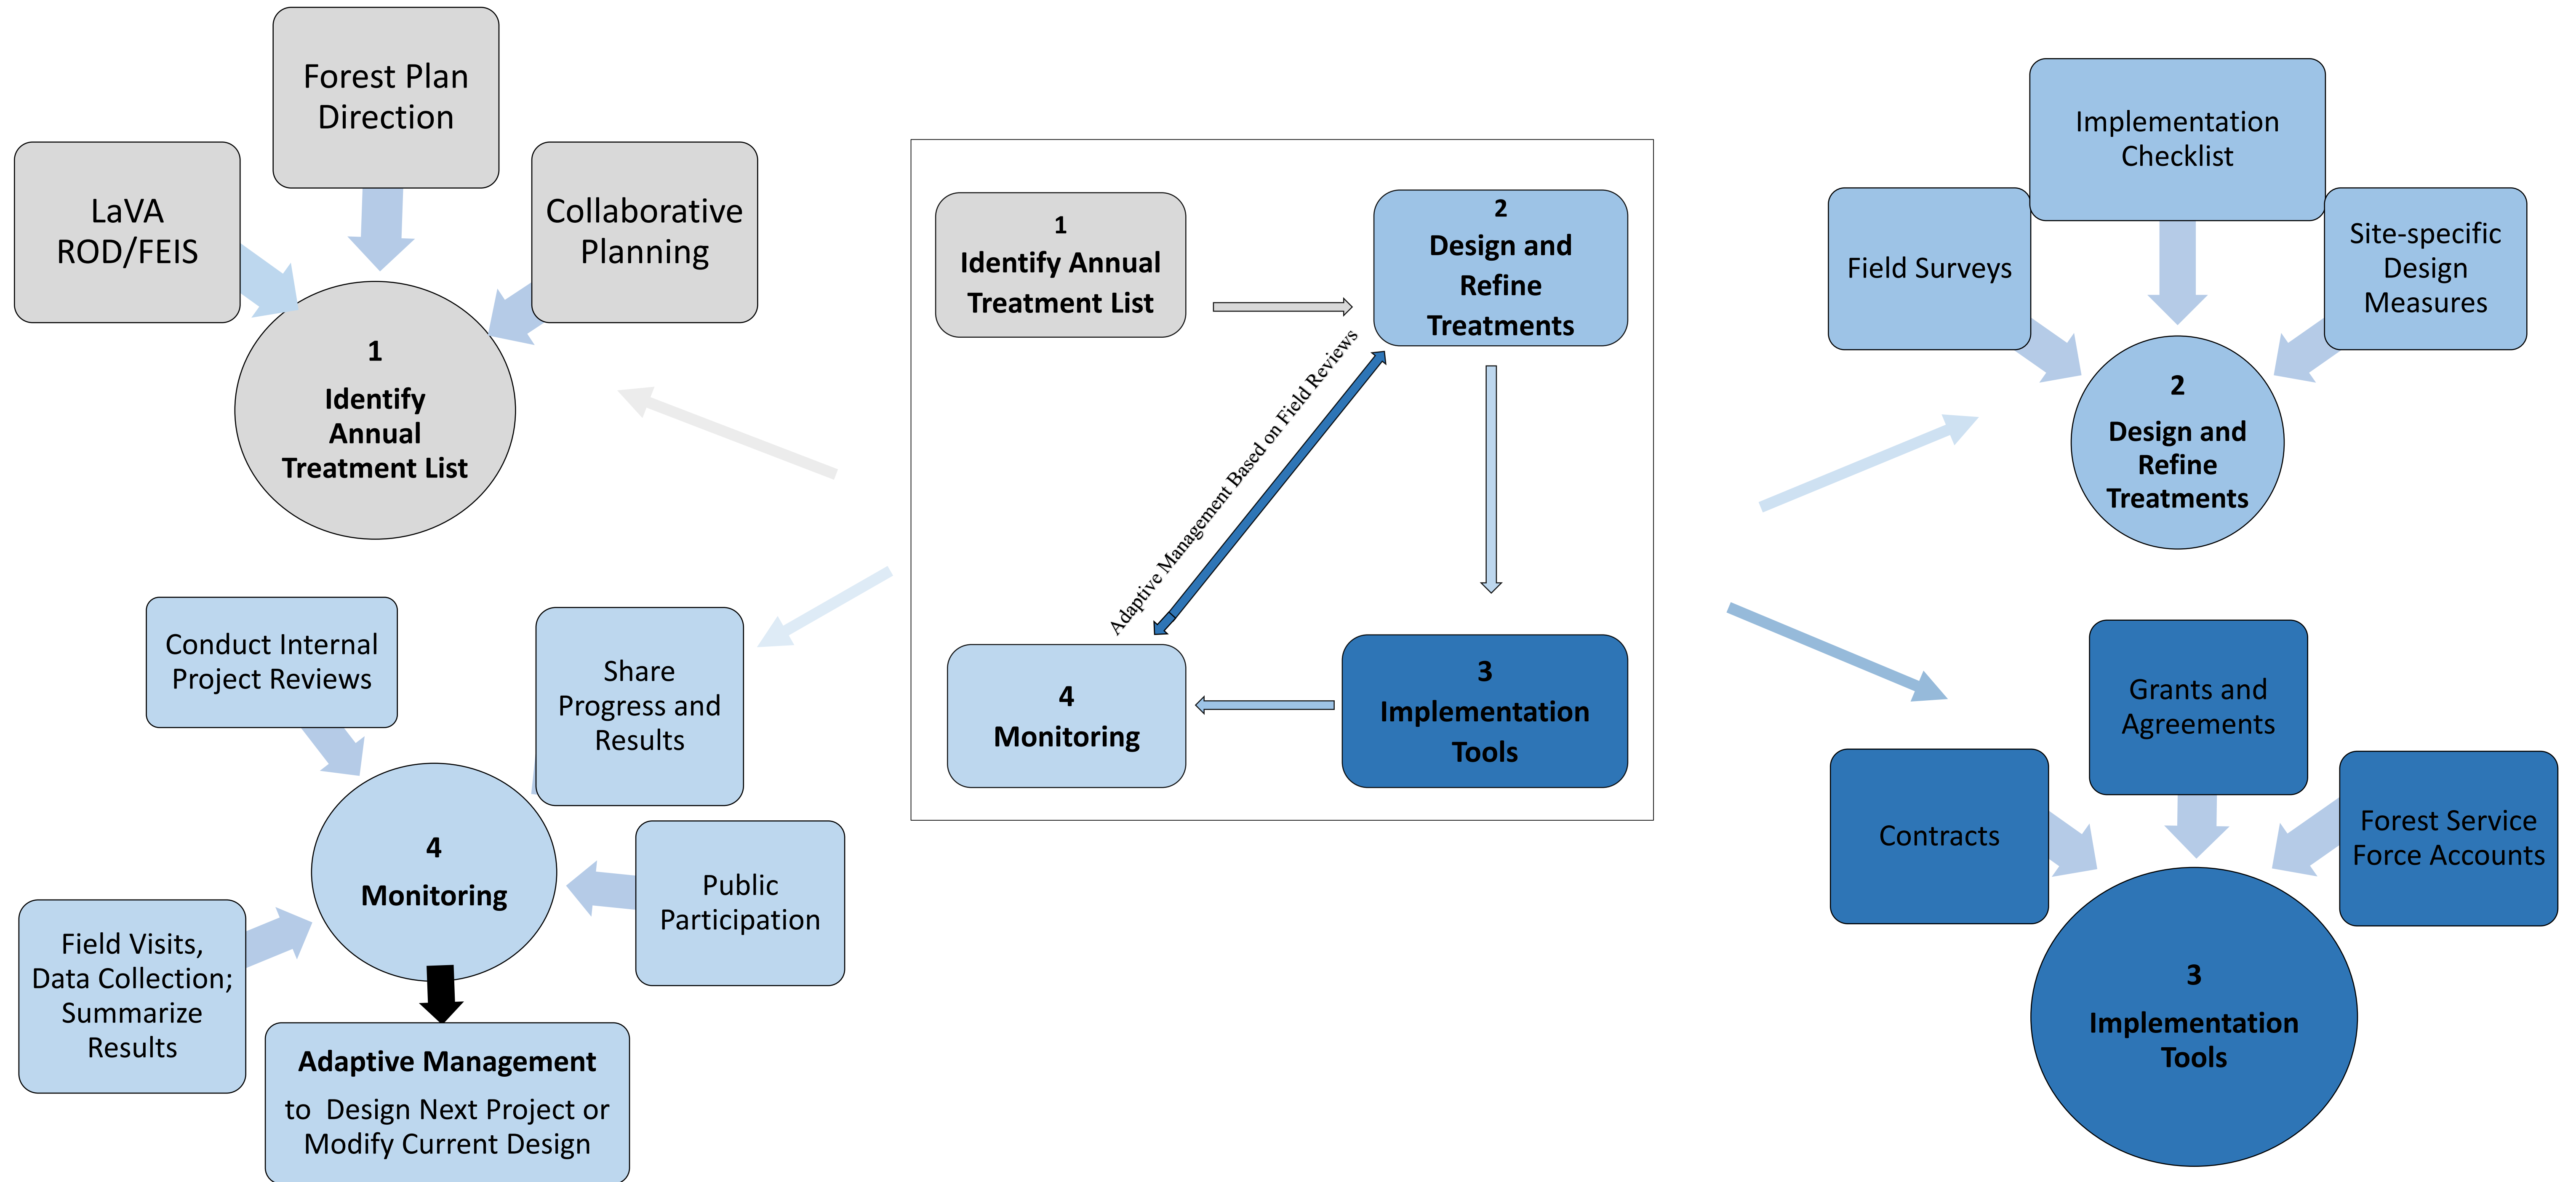 Forest Plan
Direction
LaVA
ROD/FEIS
Collaborative
Planning
1
Identify
Annual
Treatment List
1
Identify Annual
Treatment List
2
Design and
Refine
Treatments
Adaptive Management Based on Field Reviews
4
Monitoring
3
Implementation
Tools
Implementation
Checklist
Field Surveys
Site-specific
Design
Measures
2
Design and
Refine
Treatments
Conduct Internal
Project Reviews
Share
Progress and
Results
4
Monitoring
Public
Participation
Field Visits,
Data Collection;
Summarize
Results
Adaptive Management
to Design Next Project or
Modify Current Design
Grants and
Agreements
Contracts
Forest Service
Force Accounts
3
Implementation
Tools